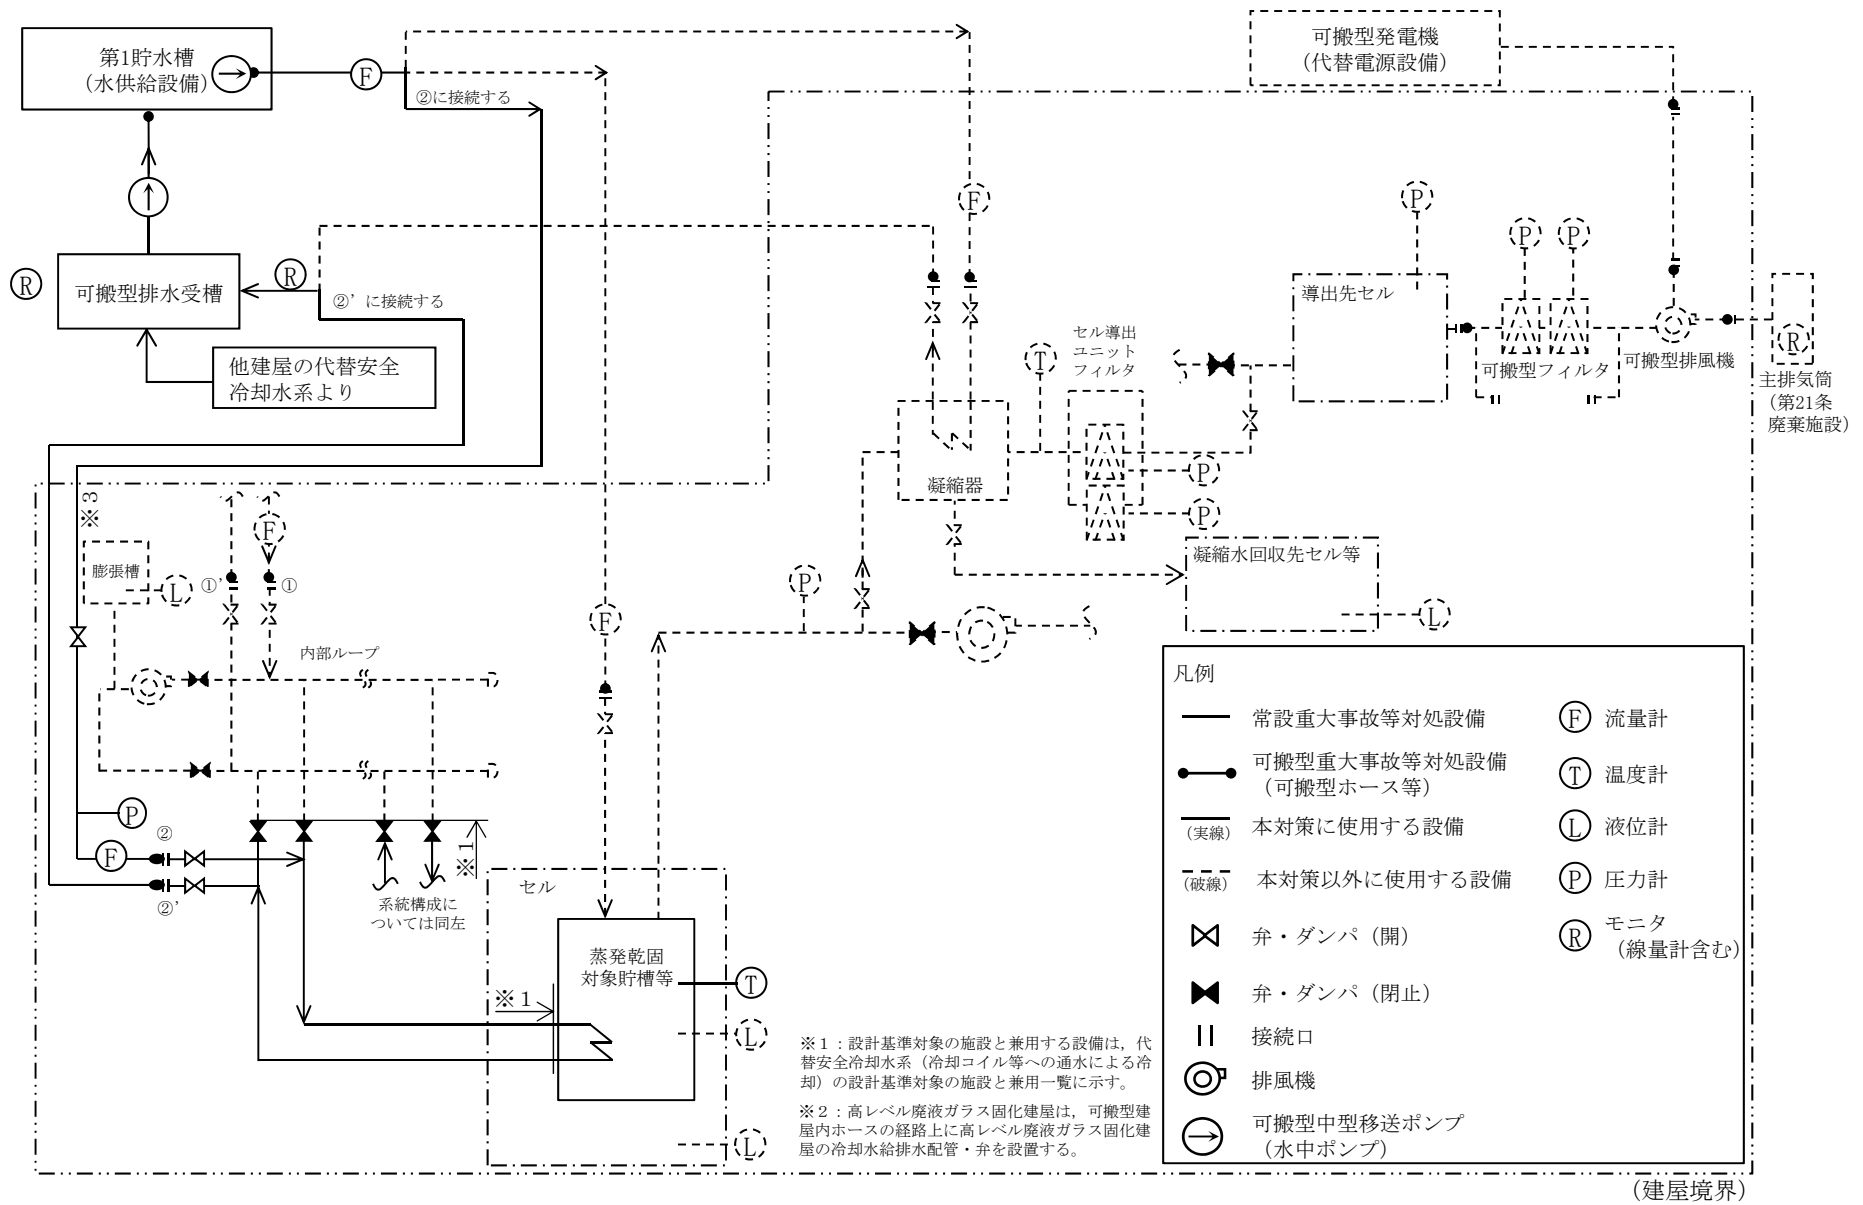 第1貯水槽
（水供給設備）
F
②に接続する
可搬型発電機
（代替電源設備）
R
可搬型排水受槽
R
②’に接続する
他建屋の代替安全
冷却水系より
F
P
導出先セル
P
P
可搬型フィルタ
可搬型排風機
R
主排気筒
（第21条
廃棄施設）
セル導出
ユニット
フィルタ
T
凝縮器
P
P
凝縮水回収先セル等
L
※３
膨張槽
L
①’
F
①
内部ループ
F
P
P
②
F
②’
※１
系統構成に
ついては同左
セル
蒸発乾固
対象貯槽等
※１
T
L
L
※１：設計基準対象の施設と兼用する設備は，代
替安全冷却水系（冷却コイル等への通水による冷
却）の設計基準対象の施設と兼用一覧に示す。
※２：高レベル廃液ガラス固化建屋は，可搬型建
屋内ホースの経路上に高レベル廃液ガラス固化建
屋の冷却水給排水配管・弁を設置する。
凡例
常設重大事故等対処設備
可搬型重大事故等対処設備
（可搬型ホース等）
（実線）
本対策に使用する設備
（破線）
本対策以外に使用する設備
弁・ダンパ（開）
弁・ダンパ（閉止）
接続口
排風機
可搬型中型移送ポンプ
（水中ポンプ）
F 流量計
T 温度計
L 液位計
P 圧力計
R モニタ
（線量計含む）
（建屋境界）